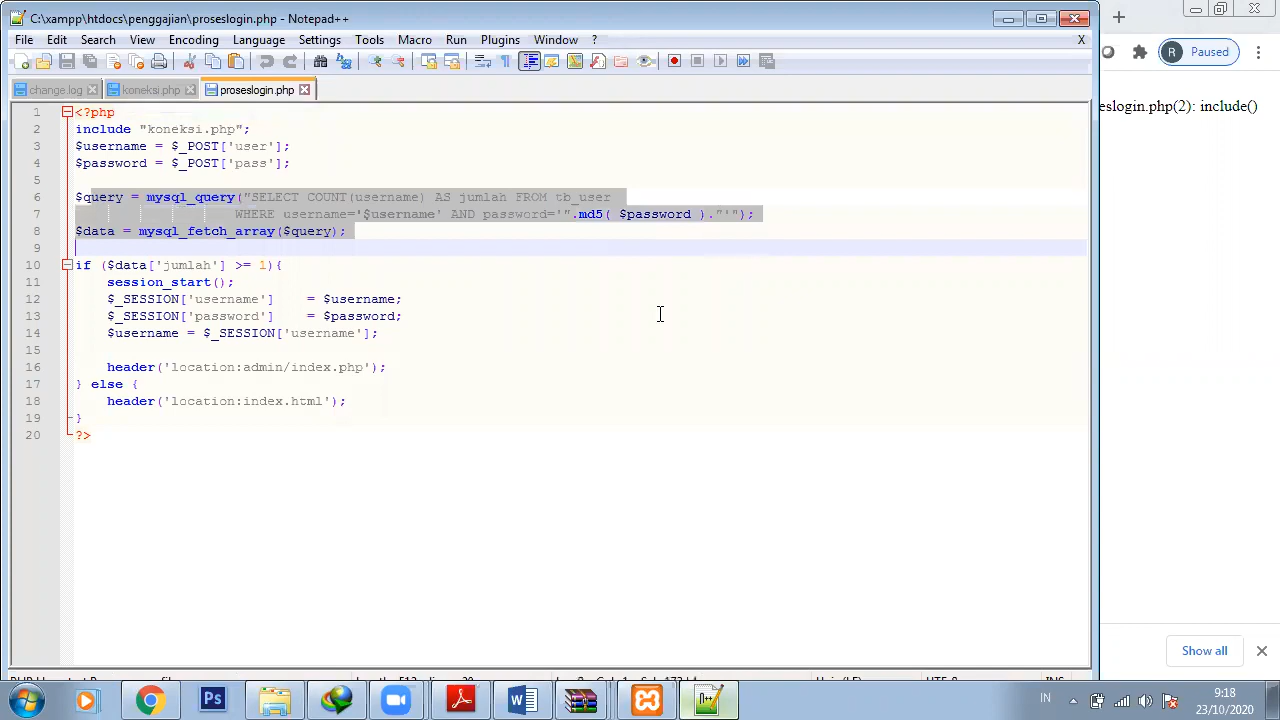 C:\xampp\htdocs\penggajian\proseslogin.php - Notepad++
File Edit Search View Encoding Language Settings Tools Macro Run Plugins Window ? X
change.log koneksi.php proseslogin.php
R Paused
1 <?php
2 include "koneksi.php";
3 $username = $_POST['user'];
4 $password = $_POST['pass'];
5
6 $query = mysql_query("SELECT COUNT(username) AS jumlah FROM tb_user
7 WHERE username='$username' AND password='".md5( $password )."'");
8 $data = mysql_fetch_array($query);
9
10 if ($data['jumlah'] >= 1){
11 session_start();
12 $_SESSION['username'] = $username;
13 $_SESSION['password'] = $password;
14 $username = $_SESSION['username'];
15
16 header('location:admin/index.php');
17 } else {
18 header('location:index.html');
19 }
20 ?>
eslogin.php(2): include()
Show all
Ps
IN
9:18
23/10/2020